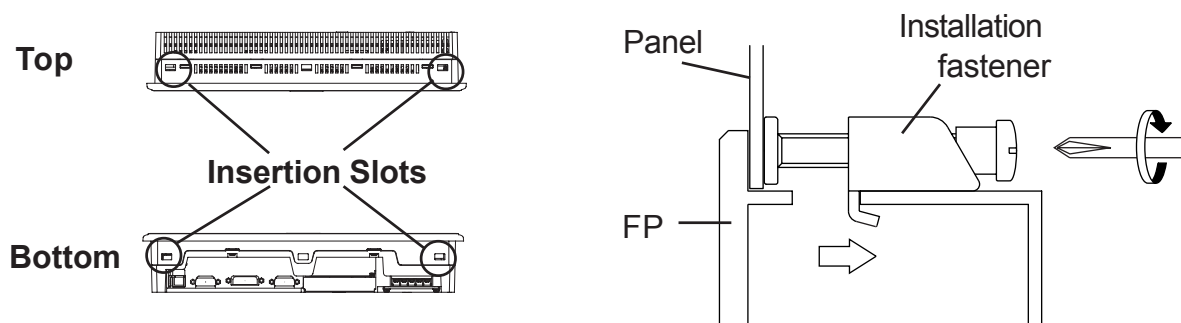 Top
Insertion Slots
Bottom
Panel
Installation
fastener
FP